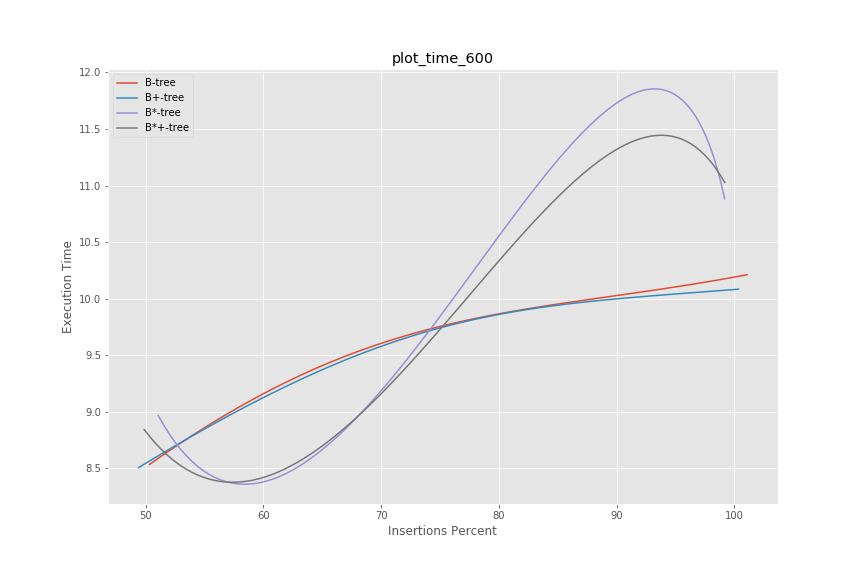 plot_time_600
B-tree
B+-tree
B*-tree
B*+-tree
12.0
11.5
11.0
10.5
10.0
9.5
9.0
8.5
Execution Time
50 60 70 80 90 100
Insertions Percent